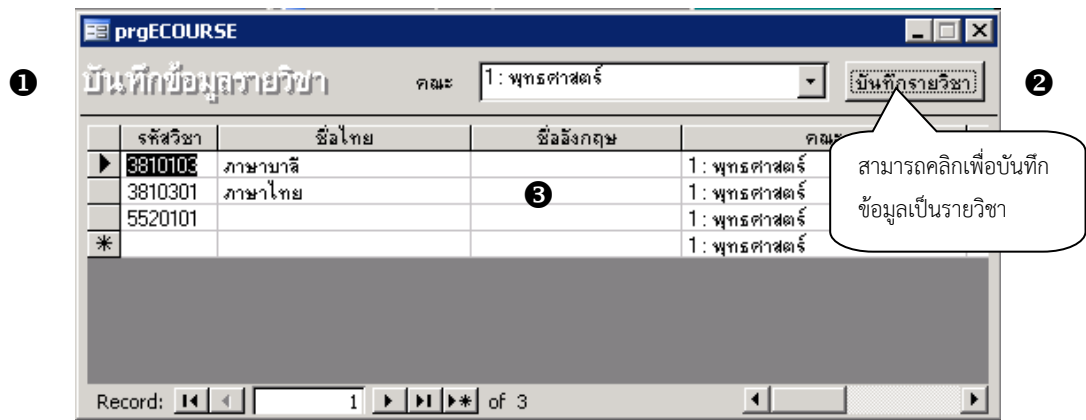 prgECOURSE
❶ บันทึกข้อมูลรายวิชา คณะ 1 : พุทธศาสตร์ บันทึกรายวิชา ❷
รหัสวิชา ชื่อไทย ชื่ออังกฤษ คณะ
3810103 ภาษาบาลี 1 : พุทธศาสตร์
3810301 ภาษาไทย ❸ 1 : พุทธศาสตร์
5520101 1 : พุทธศาสตร์
1 : พุทธศาสตร์
สามารถคลิกเพื่อบันทึก
ข้อมูลเป็นรายวิชา
Record: 1 of 3